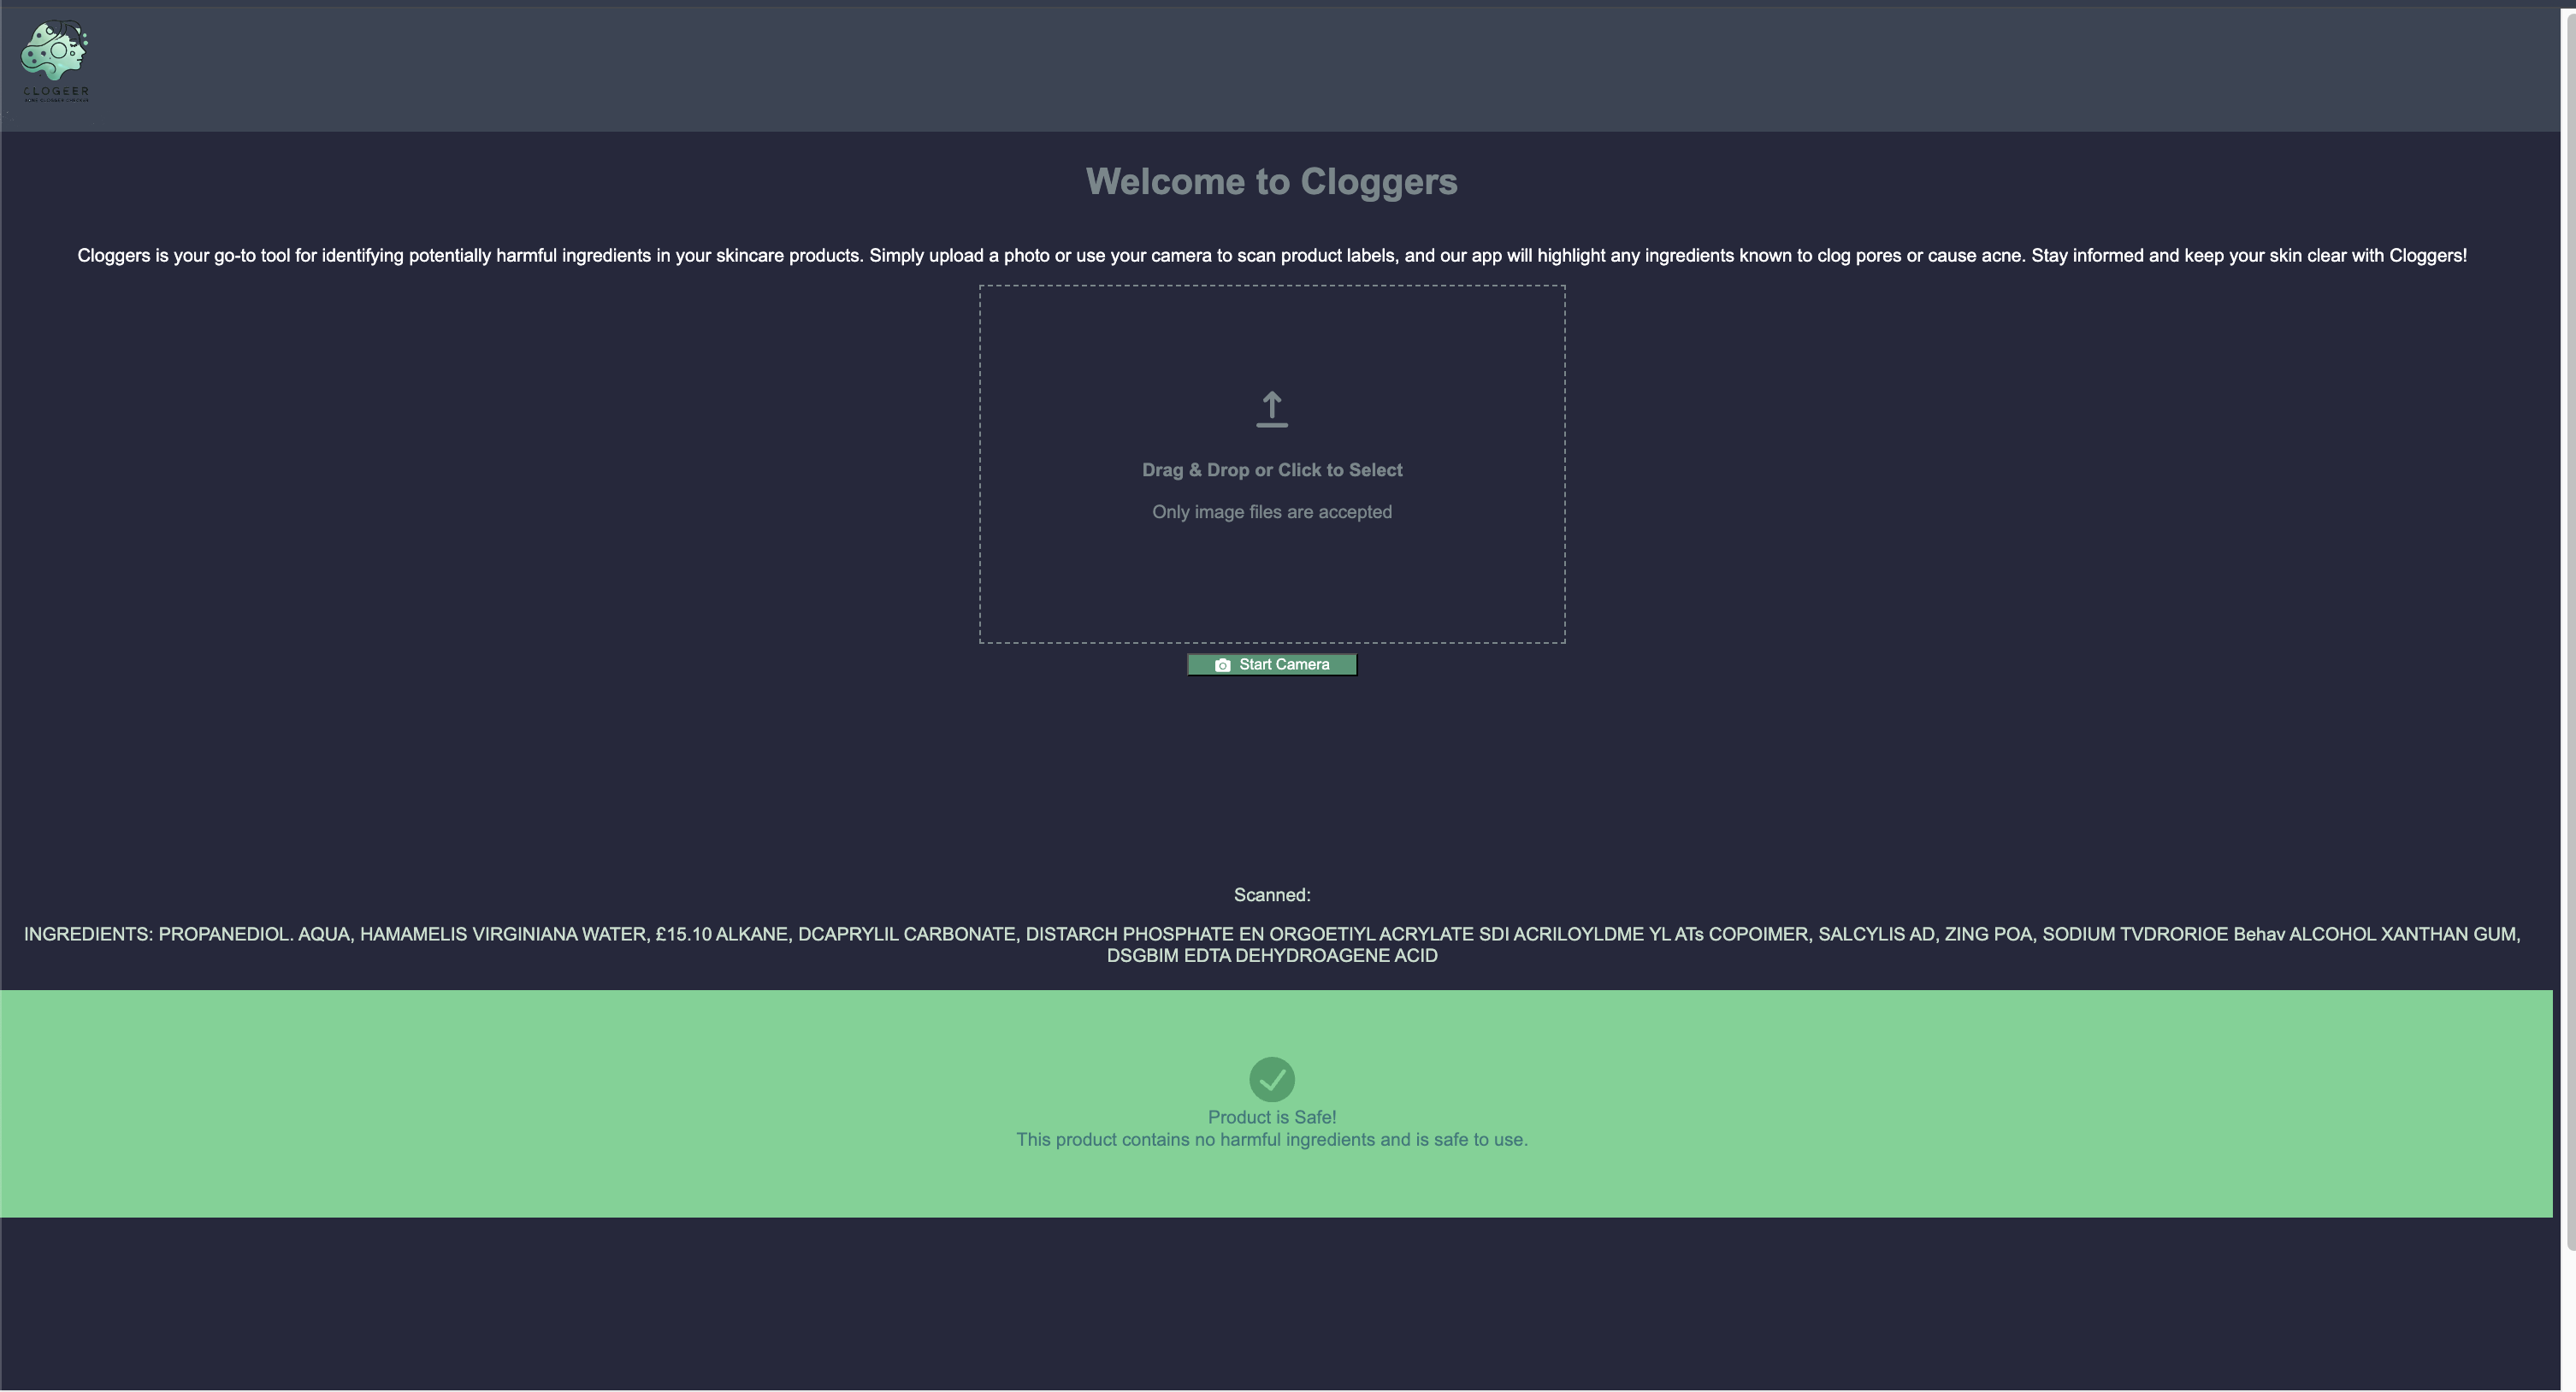 CLOGEER
Welcome to Cloggers
Cloggers is your go-to tool for identifying potentially harmful ingredients in your skincare products. Simply upload a photo or use your camera to scan product labels, and our app will highlight any ingredients known to clog pores or cause acne. Stay informed and keep your skin clear with Cloggers!
Drag & Drop or Click to Select
Only image files are accepted
Start Camera
Scanned:
INGREDIENTS: PROPANEDIOL. AQUA, HAMAMELIS VIRGINIANA WATER, £15.10 ALKANE, DCAPRYLIL CARBONATE, DISTARCH PHOSPHATE EN ORGOETIYL ACRYLATE SDI ACRILOYLDME YL ATs COPOIMER, SALCYLIS AD, ZING POA, SODIUM TVDRORIOE Behav ALCOHOL XANTHAN GUM,
DSGBIM EDTA DEHYDROAGENE ACID
Product is Safe!
This product contains no harmful ingredients and is safe to use.